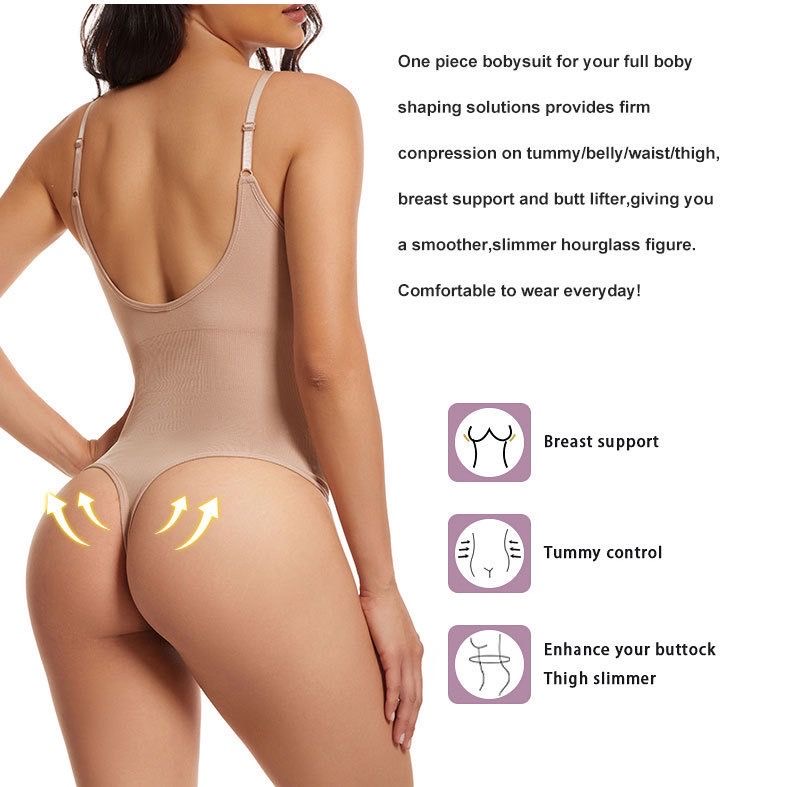 One piece bobysuit for your full boby
shaping solutions provides firm
conpression on tummy/belly/waist/thigh,
breast support and butt lifter,giving you
a smoother,slimmer hourglass figure.
Comfortable to wear everyday!
Breast support
Tummy control
Enhance your buttock
Thigh slimmer